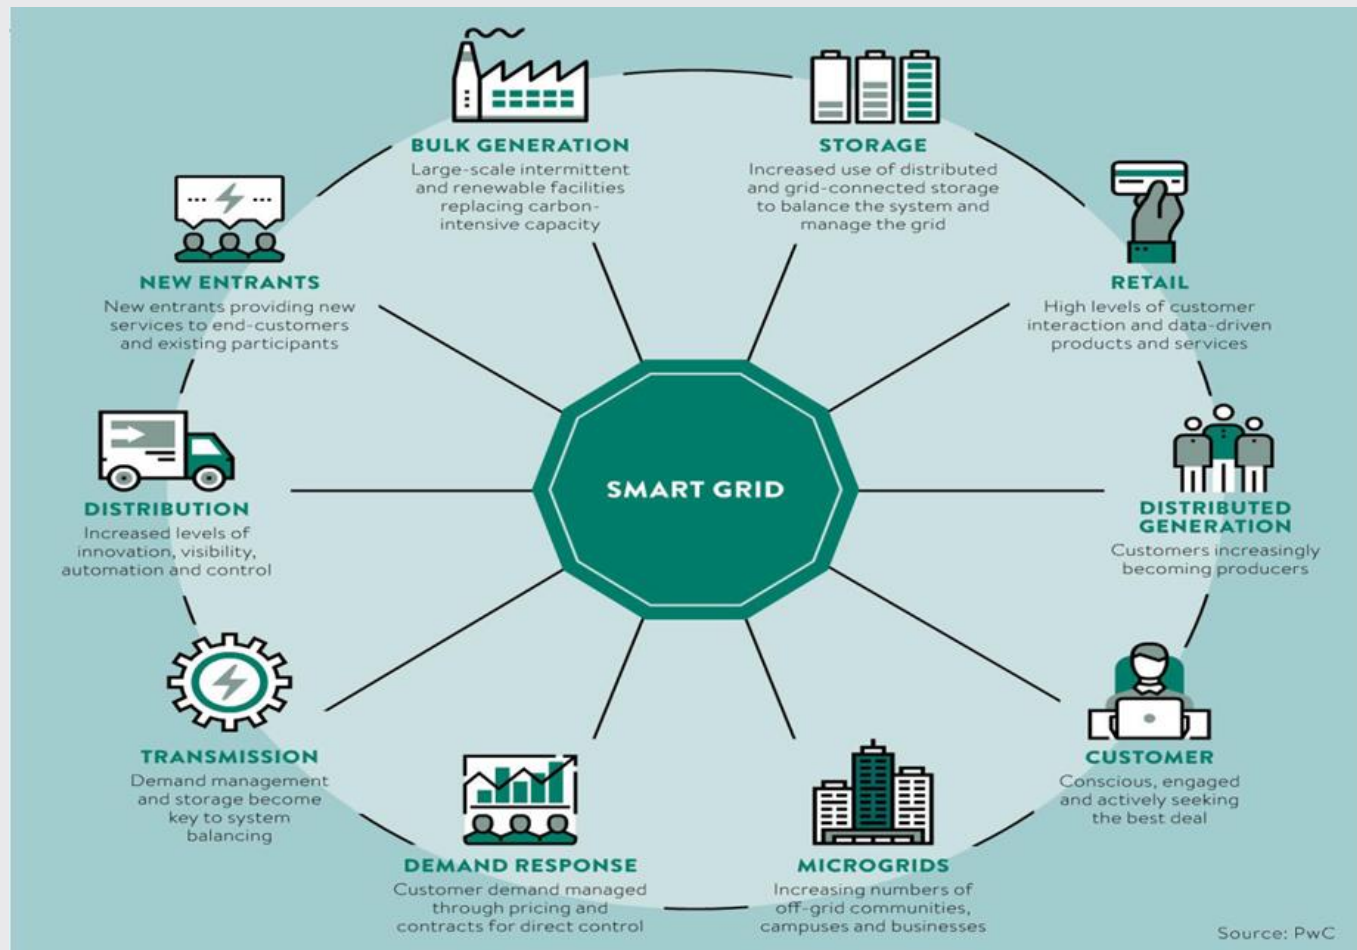 BULK GENERATION
Large-scale intermittent
and renewable facilities
replacing carbon-
intensive capacity
STORAGE
Increased use of distributed
and grid-connected storage
to balance the system and
manage the grid
NEW ENTRANTS
New entrants providing new
services to end-customers
and existing participants
RETAIL
High levels of customer
interaction and data-driven
products and services
DISTRIBUTION
Increased levels of
innovation, visibility,
automation and control
SMART GRID
DISTRIBUTED
GENERATION
Customers increasingly
becoming producers
TRANSMISSION
Demand management
and storage become
key to system
balancing
CUSTOMER
Conscious, engaged
and actively seeking
the best deal
DEMAND RESPONSE
Customer demand managed
through pricing and
contracts for direct control
MICROGRIDS
Increasing numbers of
off-grid communities,
campuses and businesses
Source: PwC